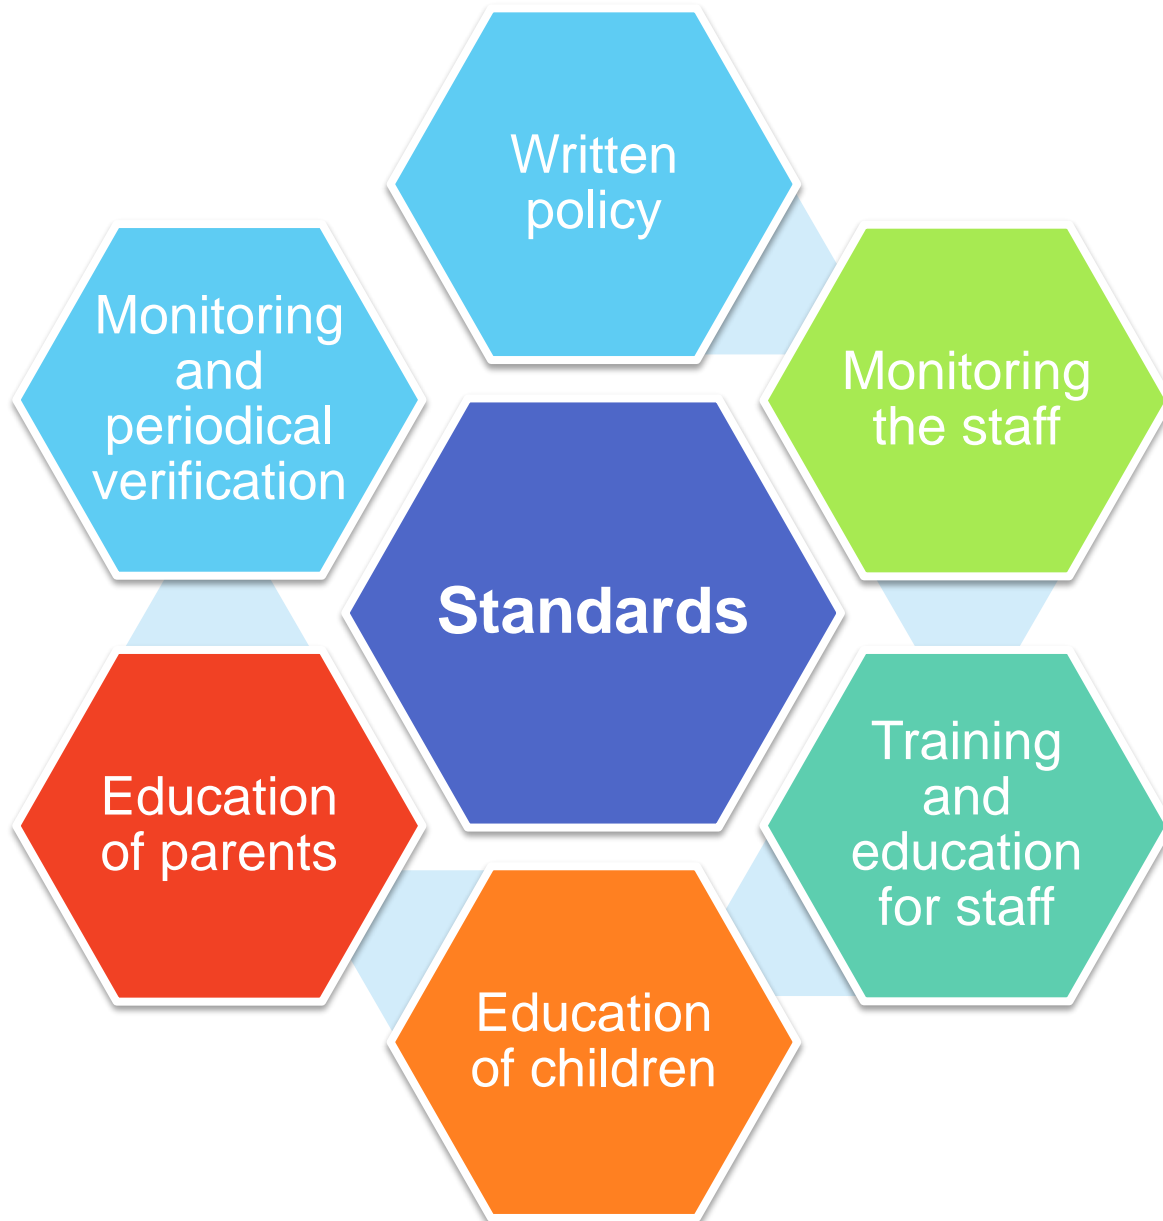 Written
policy
Monitoring
the staff
Training
and
education
for staff
Education
of children
Education
of parents
Monitoring
and
periodical
verification
Standards